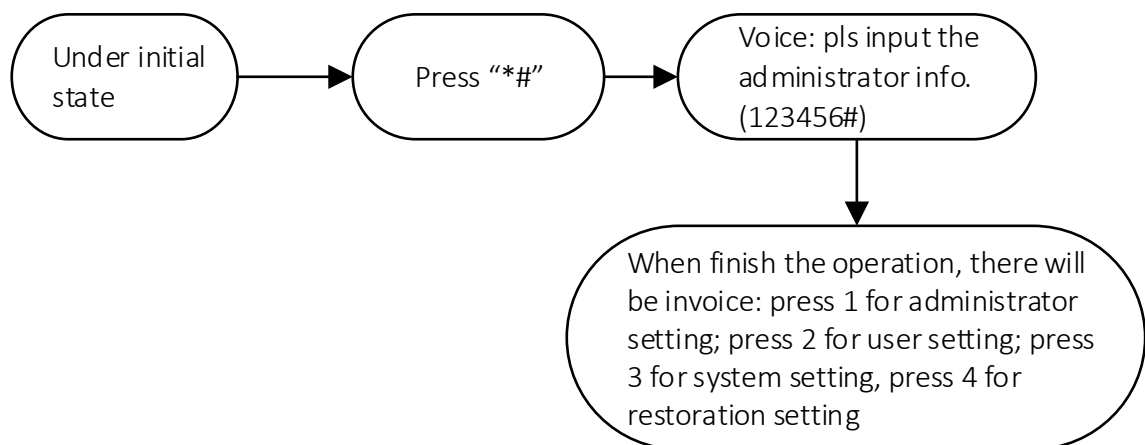 Under initial
state
Press “*#”
Voice: pls input the
administrator info.
(123456#)
When finish the operation, there will
be invoice: press 1 for administrator
setting; press 2 for user setting; press
3 for system setting, press 4 for
restoration setting